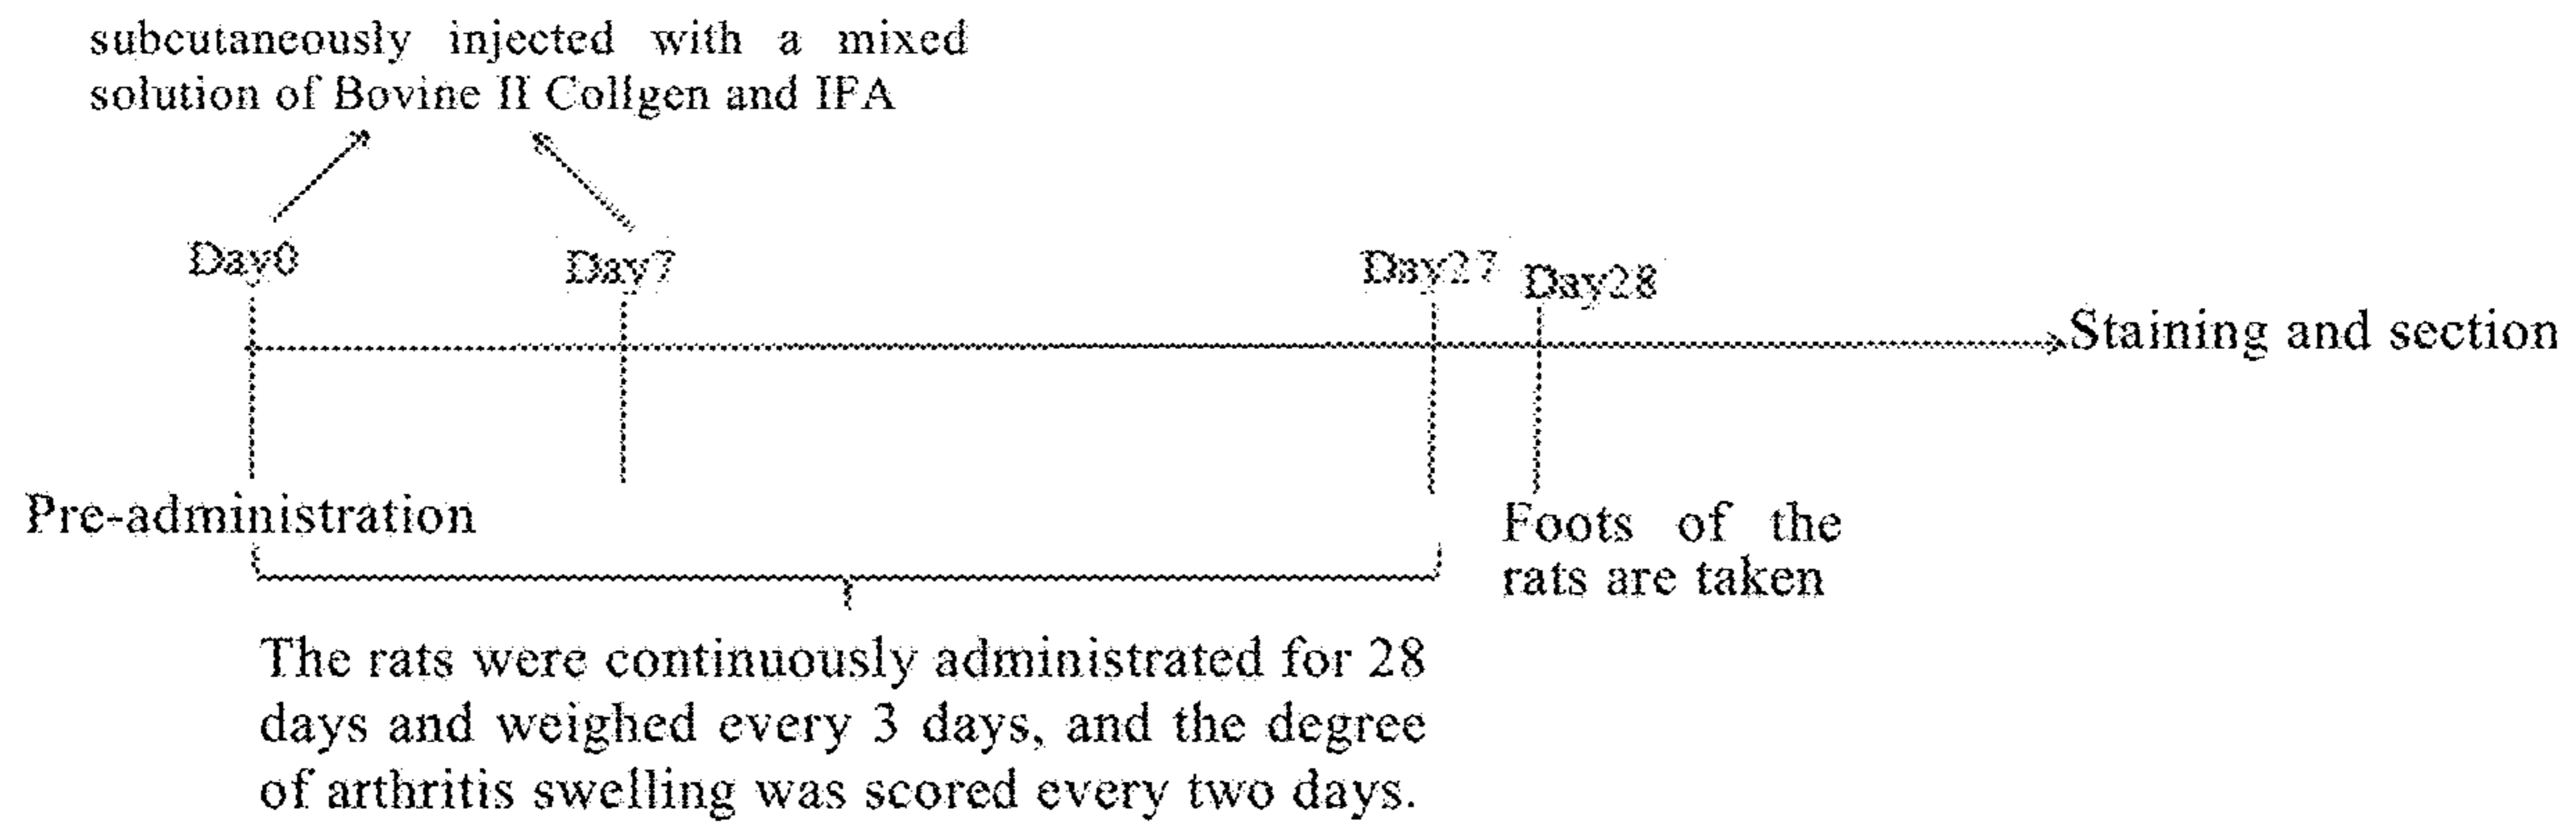 subcutaneously injected with a mixed
solution of Bovine II Collgen and IFA
Day0
Day7
Day27
Day28
Staining and section
Pre-administration
Foots of the
rats are taken
The rats were continuously administrated for 28
days and weighed every 3 days, and the degree
of arthritis swelling was scored every two days.